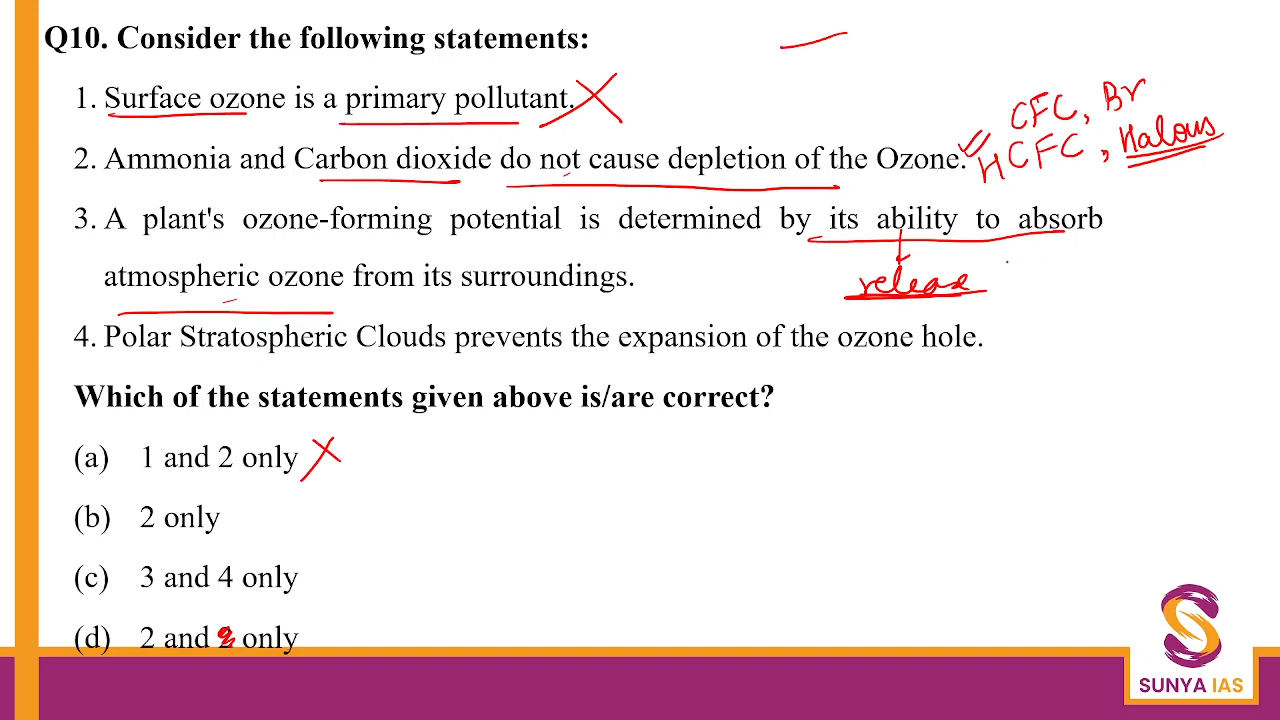 Q10. Consider the following statements:
1. Surface ozone is a primary pollutant.
CFC, Br
2. Ammonia and Carbon dioxide do not cause depletion of the Ozone.
HCFC, Halons
3. A plant's ozone-forming potential is determined by its ability to absorb
atmospheric ozone from its surroundings.
release
4. Polar Stratospheric Clouds prevents the expansion of the ozone hole.
Which of the statements given above is/are correct?
(a) 1 and 2 only
(b) 2 only
(c) 3 and 4 only
(d) 2 and only
SUNYA IAS